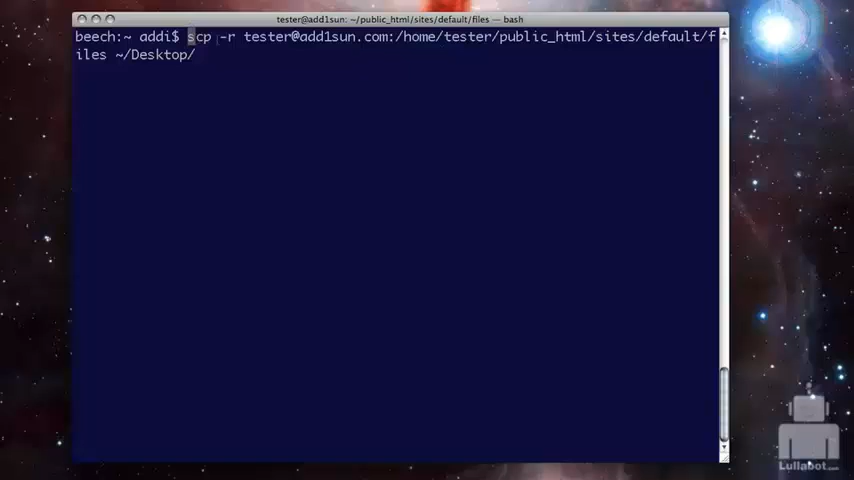 tester@add1sun: ~/public_html/sites/default/files — bash
beech:~ addi$ scp -r tester@add1sun.com:/home/tester/public_html/sites/default/f
iles ~/Desktop/
Lullabot.com